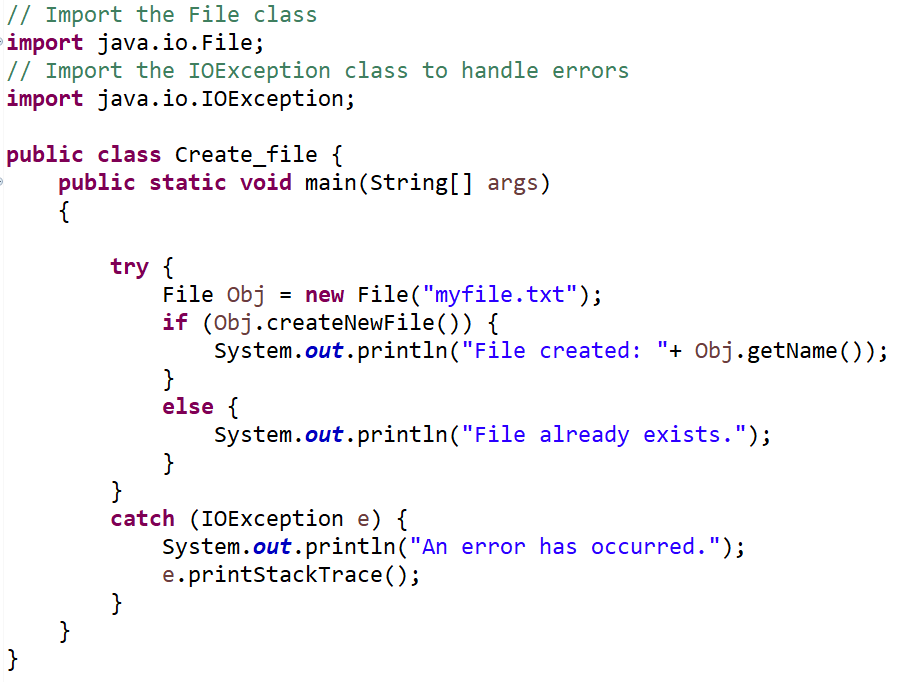 // Import the File class
import java.io.File;
// Import the IOException class to handle errors
import java.io.IOException;

public class Create_file {
    public static void main(String[] args)
    {

        try {
            File Obj = new File("myfile.txt");
            if (Obj.createNewFile()) {
                System.out.println("File created: "+ Obj.getName());
            }
            else {
                System.out.println("File already exists.");
            }
        }
        catch (IOException e) {
            System.out.println("An error has occurred.");
            e.printStackTrace();
        }
    }
}